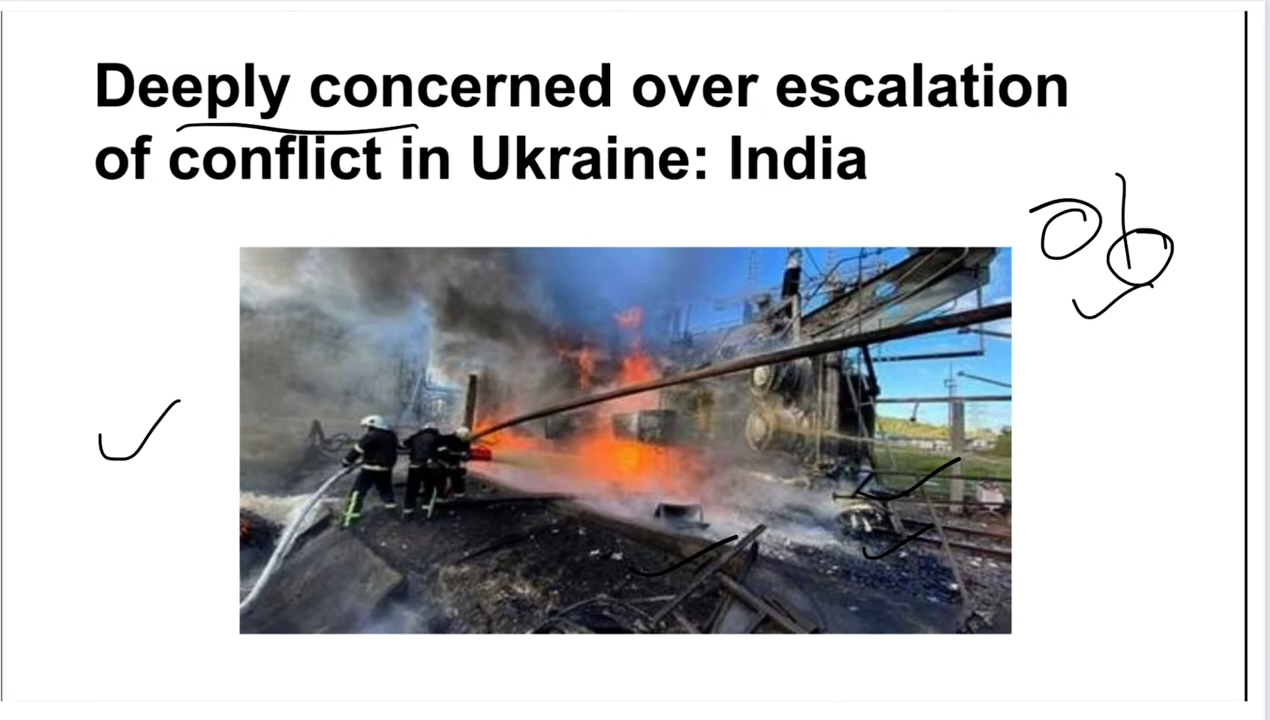 Deeply concerned over escalation
of conflict in Ukraine: India